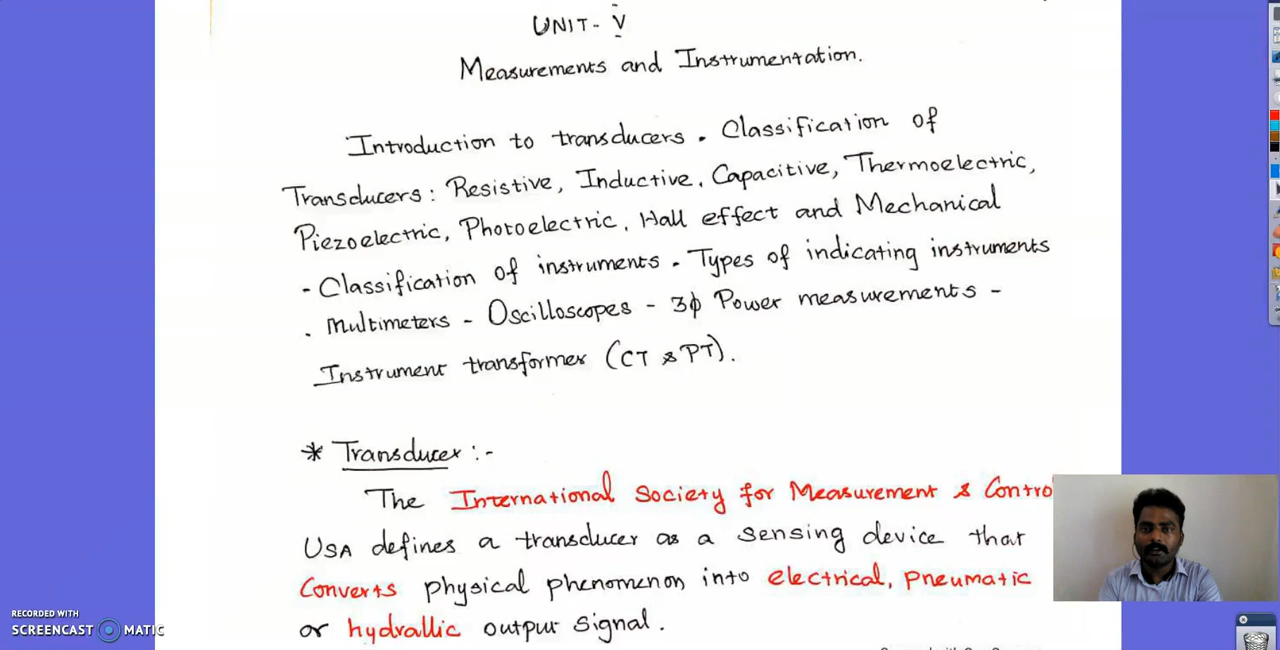 UNIT- V
Measurements and Instrumentation.
Introduction to transducers. Classification of
Transducers: Resistive, Inductive, Capacitive, Thermoelectric,
Piezoelectric, Photoelectric, Hall effect and Mechanical
- Classification of instruments. Types of indicating instruments
. Multimeters - Oscilloscopes - 3φ Power measurements -
Instrument transformer (CT & PT).
* Transducer :-
The International Society for Measurement & Contro
USA defines a transducer as a sensing device that
Converts physical phenomenon into electrical, pneumatic
or hydrallic output signal.
RECORDED WITH
SCREENCAST MATIC